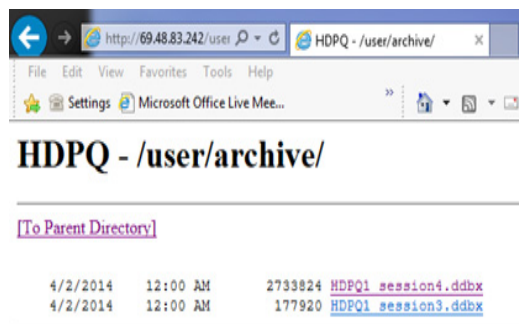 http://69.48.83.242/user
HDPQ - /user/archive/
File Edit View Favorites Tools Help
Settings Microsoft Office Live Mee...
HDPQ - /user/archive/
[To Parent Directory]
4/2/2014 12:00 AM 2733824 HDPQ1 session4.ddbx
4/2/2014 12:00 AM 177920 HDPQ1 session3.ddbx